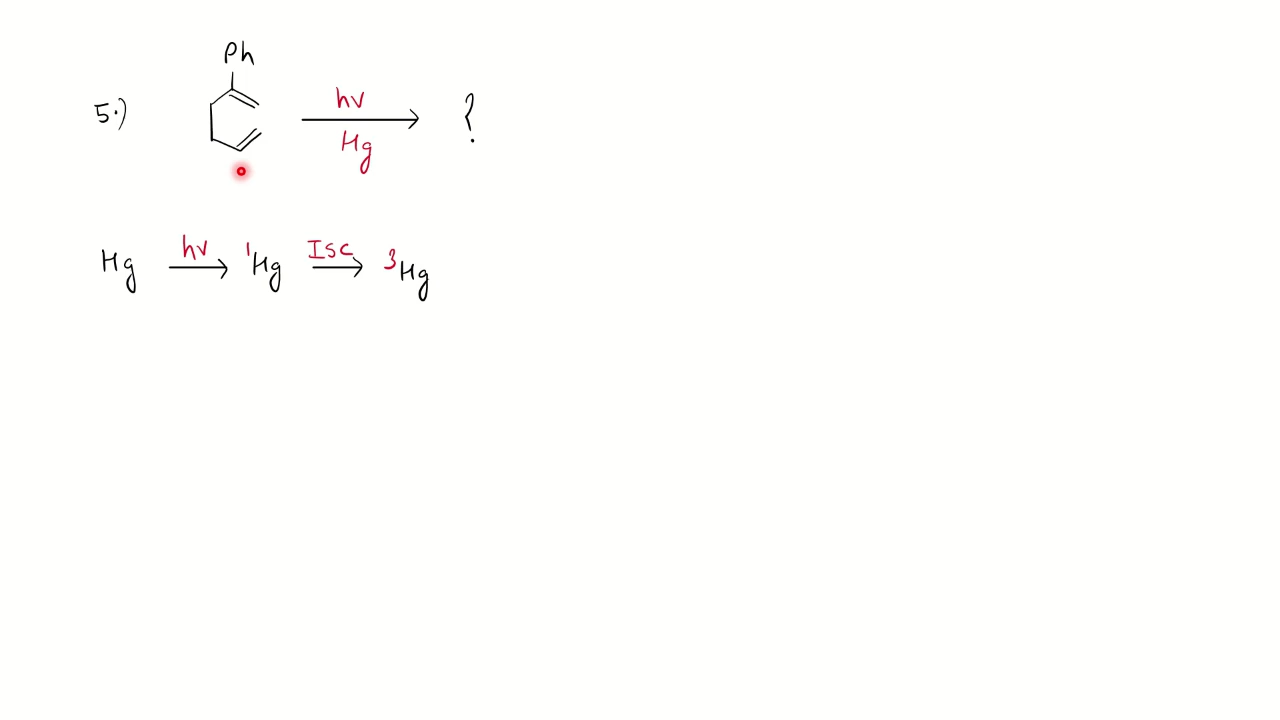 Ph
5.) hν ?
Hg
Hg hν ¹Hg Isc ³Hg